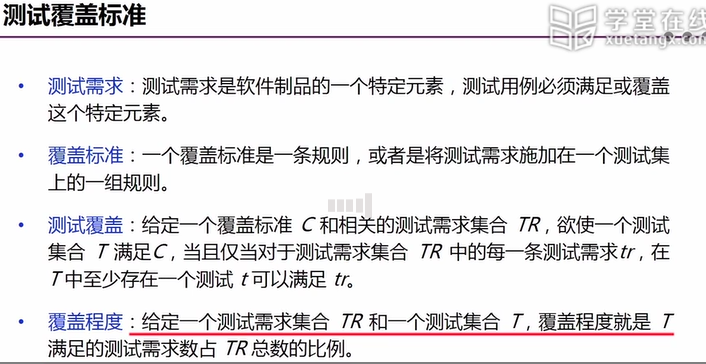 测试覆盖标准
学堂在线
xuetangx.com
• 测试需求：测试需求是软件制品的一个特定元素，测试用例必须满足或覆盖
这个特定元素。
• 覆盖标准：一个覆盖标准是一条规则，或者是将测试需求施加在一个测试集
上的一组规则。
• 测试覆盖：给定一个覆盖标准 C 和相关的测试需求集合 TR，欲使一个测试
集合 T 满足C，当且仅当对于测试需求集合 TR 中的每一条测试需求tr，在
T中至少存在一个测试 t可以满足 tr。
• 覆盖程度：给定一个测试需求集合 TR 和一个测试集合 T，覆盖程度就是 T
满足的测试需求数占 TR 总数的比例。